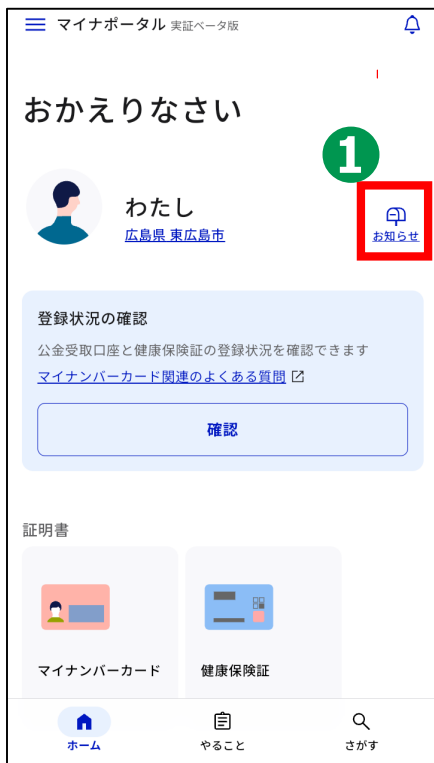 マイナポータル 実証ベータ版
おかえりなさい
1
わたし
広島県 東広島市
お知らせ
登録状況の確認
公金受取口座と健康保険証の登録状況を確認できます
マイナンバーカード関連のよくある質問
確認
証明書
マイナンバーカード
健康保険証
ホーム
やること
さがす